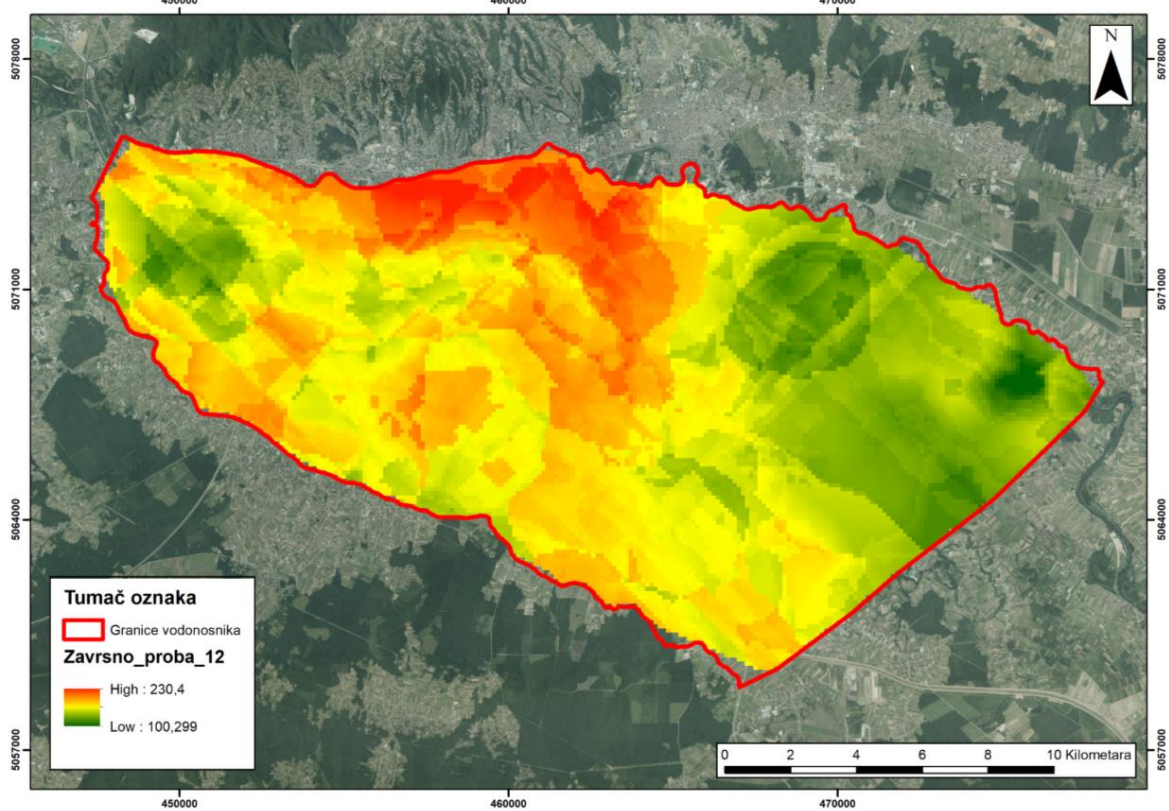 450000
460000
470000
N
5078000
5078000
5071000
5071000
5064000
5064000
5057000
5057000
Tumač oznaka
Granice vodonosnika
Zavrsno_proba_12
High : 230,4
Low : 100,299
0 2 4 6 8 10 Kilometara
450000
460000
470000